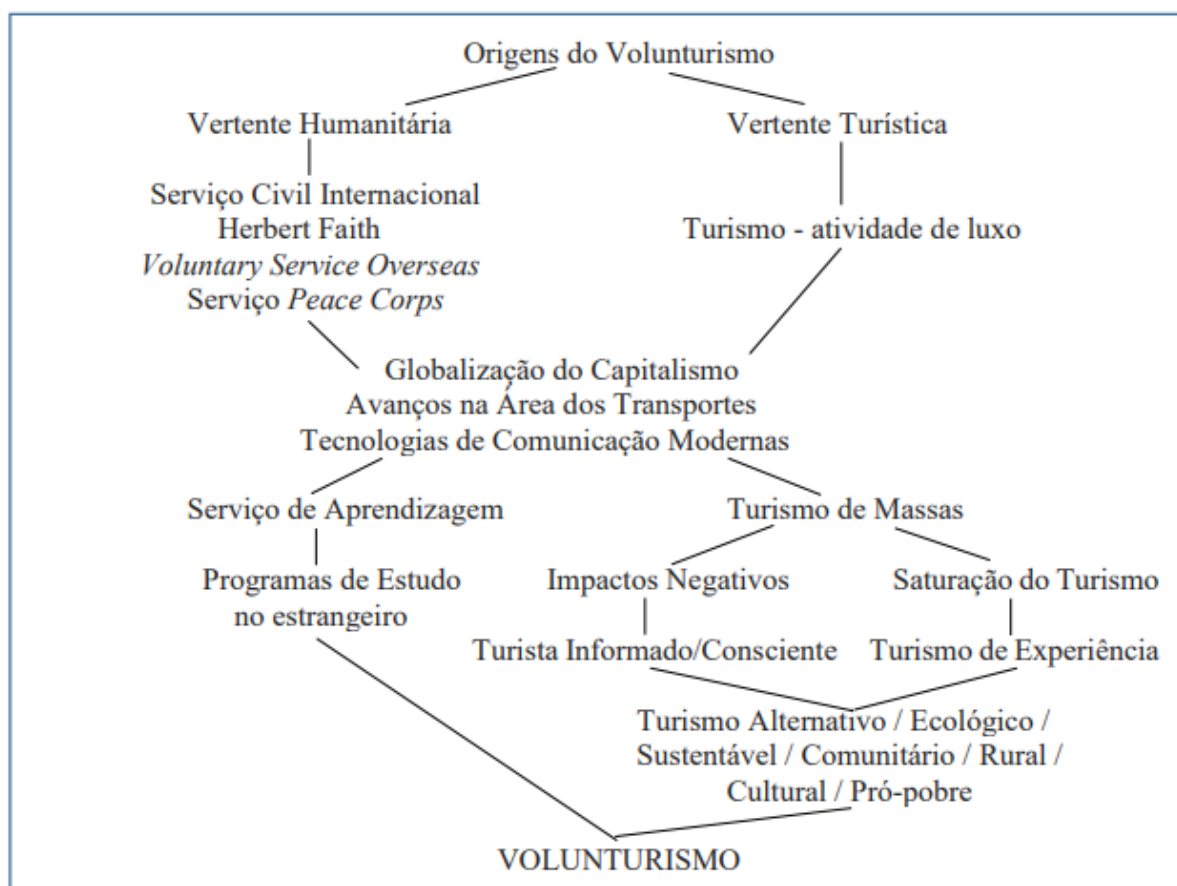 Origens do Volunturismo
Vertente Humanitária
Vertente Turística
Serviço Civil Internacional
Herbert Faith
Voluntary Service Overseas
Serviço Peace Corps
Turismo - atividade de luxo
Globalização do Capitalismo
Avanços na Área dos Transportes
Tecnologias de Comunicação Modernas
Serviço de Aprendizagem
Turismo de Massas
Programas de Estudo
no estrangeiro
Impactos Negativos
Saturação do Turismo
Turista Informado/Consciente
Turismo de Experiência
Turismo Alternativo / Ecológico /
Sustentável / Comunitário / Rural /
Cultural / Pró-pobre
VOLUNTURISMO